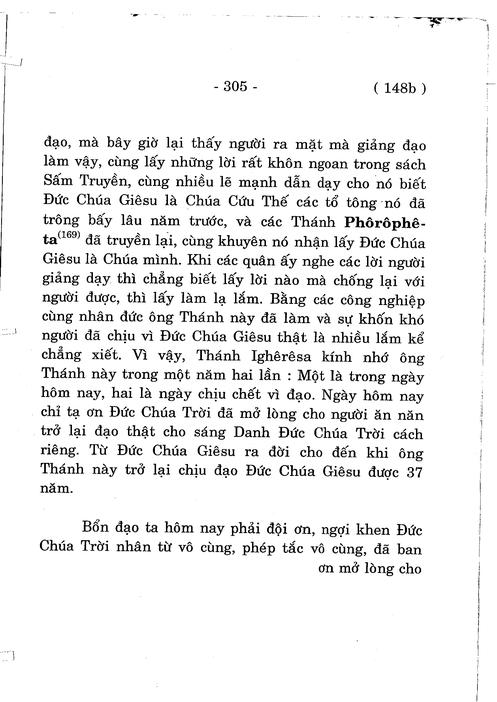 - 305 - ( 148b )
đạo, mà bây giờ lại thấy người ra mặt mà giảng đạo
làm vậy, cùng lấy những lời rất khôn ngoan trong sách
Sấm Truyền, cùng nhiều lẽ mạnh dẫn dạy cho nó biết
Đức Chúa Giêsu là Chúa Cứu Thế các tổ tông nó đã
trông bấy lâu năm trước, và các Thánh Phôrôphê-
ta(169) đã truyền lại, cùng khuyên nó nhận lấy Đức Chúa
Giêsu là Chúa mình. Khi các quân ấy nghe các lời người
giảng dạy thì chẳng biết lấy lời nào mà chống lại với
người được, thì lấy làm lạ lắm. Bằng các công nghiệp
cùng nhân đức ông Thánh này đã làm và sự khốn khó
người đã chịu vì Đức Chúa Giêsu thật là nhiều lắm kể
chẳng xiết. Vì vậy, Thánh Ighêrêsa kính nhớ ông
Thánh này trong một năm hai lần : Một là trong ngày
hôm nay, hai là ngày chịu chết vì đạo. Ngày hôm nay
chỉ tạ ơn Đức Chúa Trời đã mở lòng cho người ăn năn
trở lại đạo thật cho sáng Danh Đức Chúa Trời cách
riêng. Từ Đức Chúa Giêsu ra đời cho đến khi ông
Thánh này trở lại chịu đạo Đức Chúa Giêsu được 37
năm.
Bổn đạo ta hôm nay phải đội ơn, ngợi khen Đức
Chúa Trời nhân từ vô cùng, phép tắc vô cùng, đã ban
ơn mở lòng cho